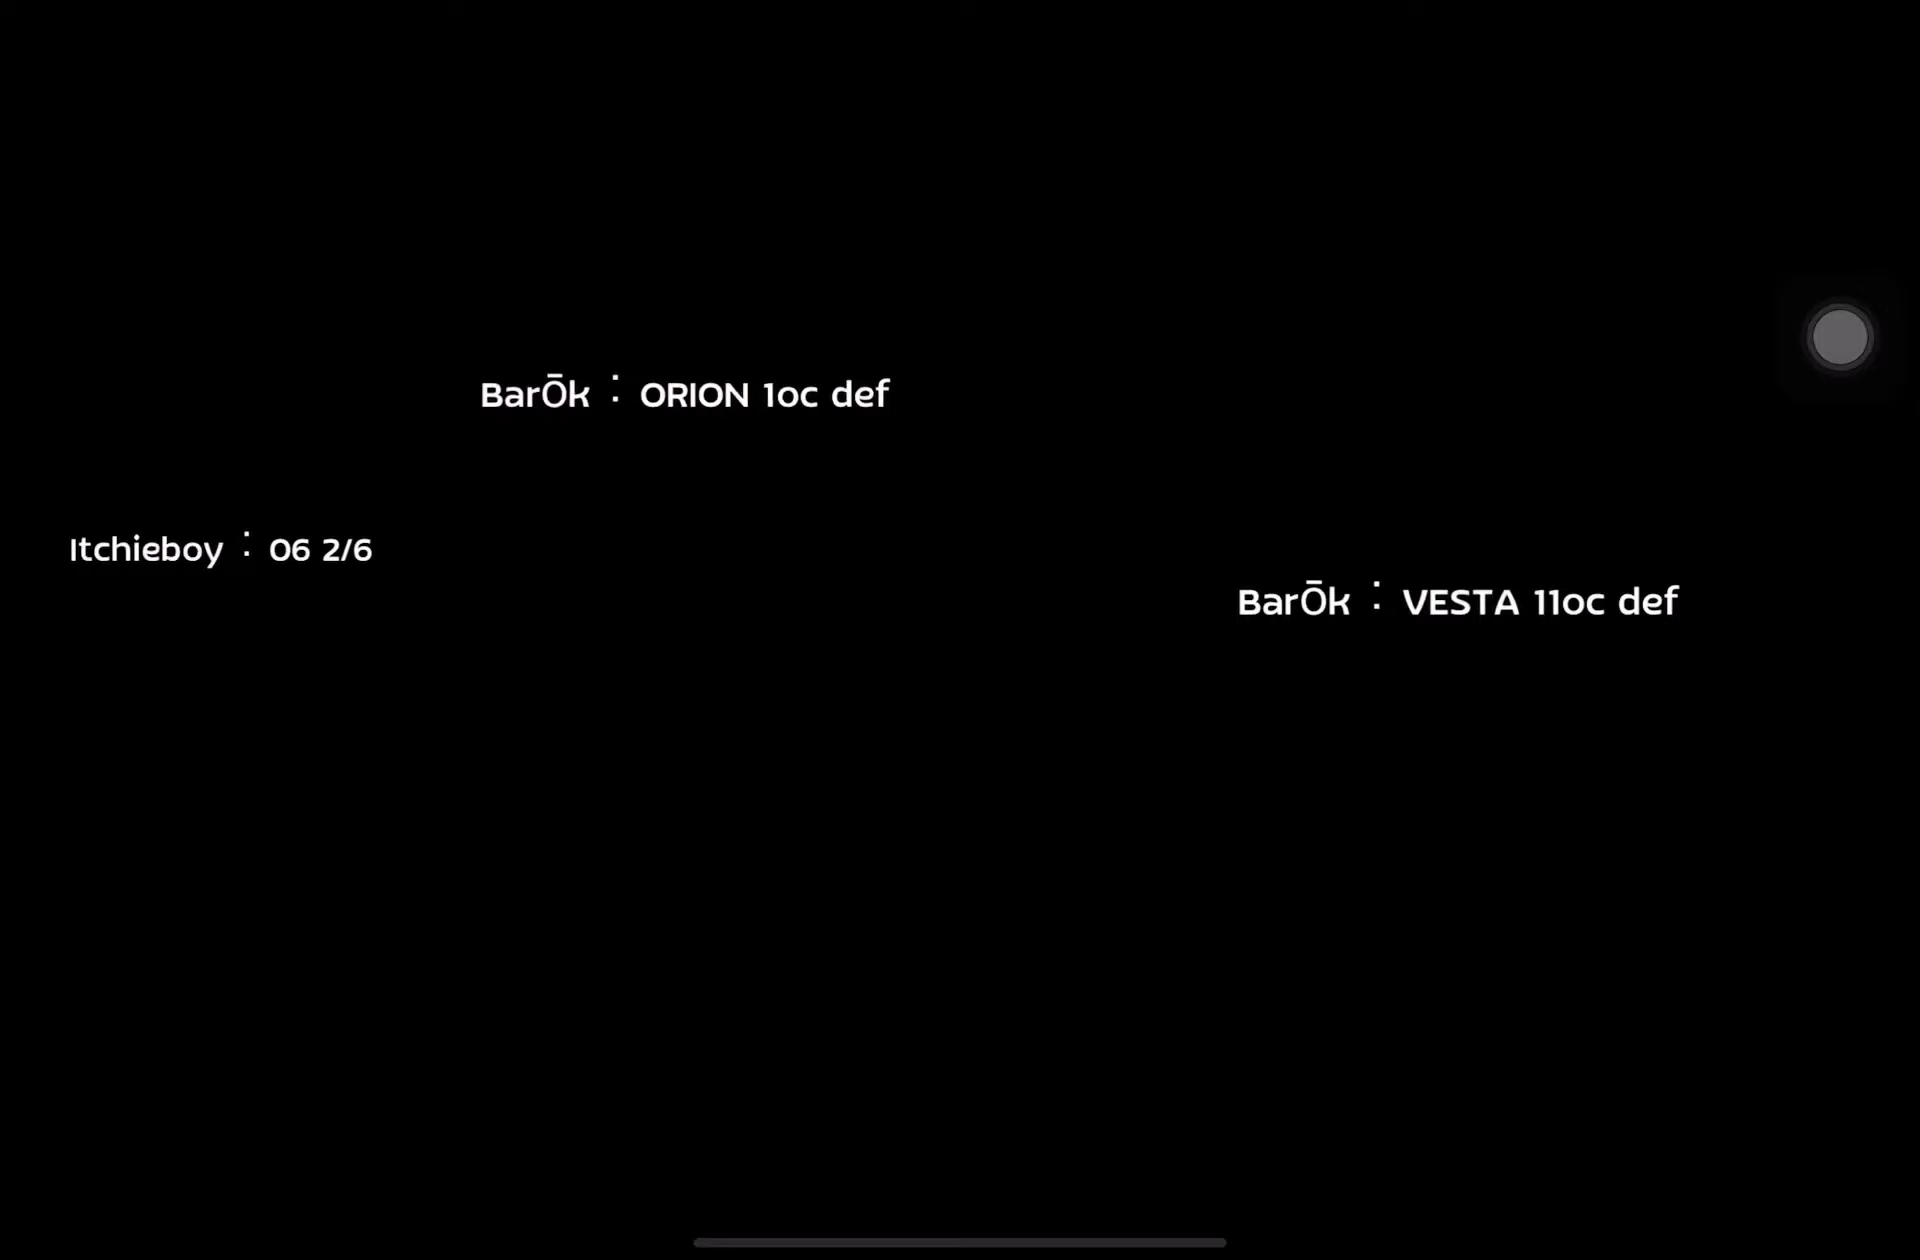 BarŌk : ORION 1oc def
Itchieboy : 06 2/6
BarŌk : VESTA 11oc def